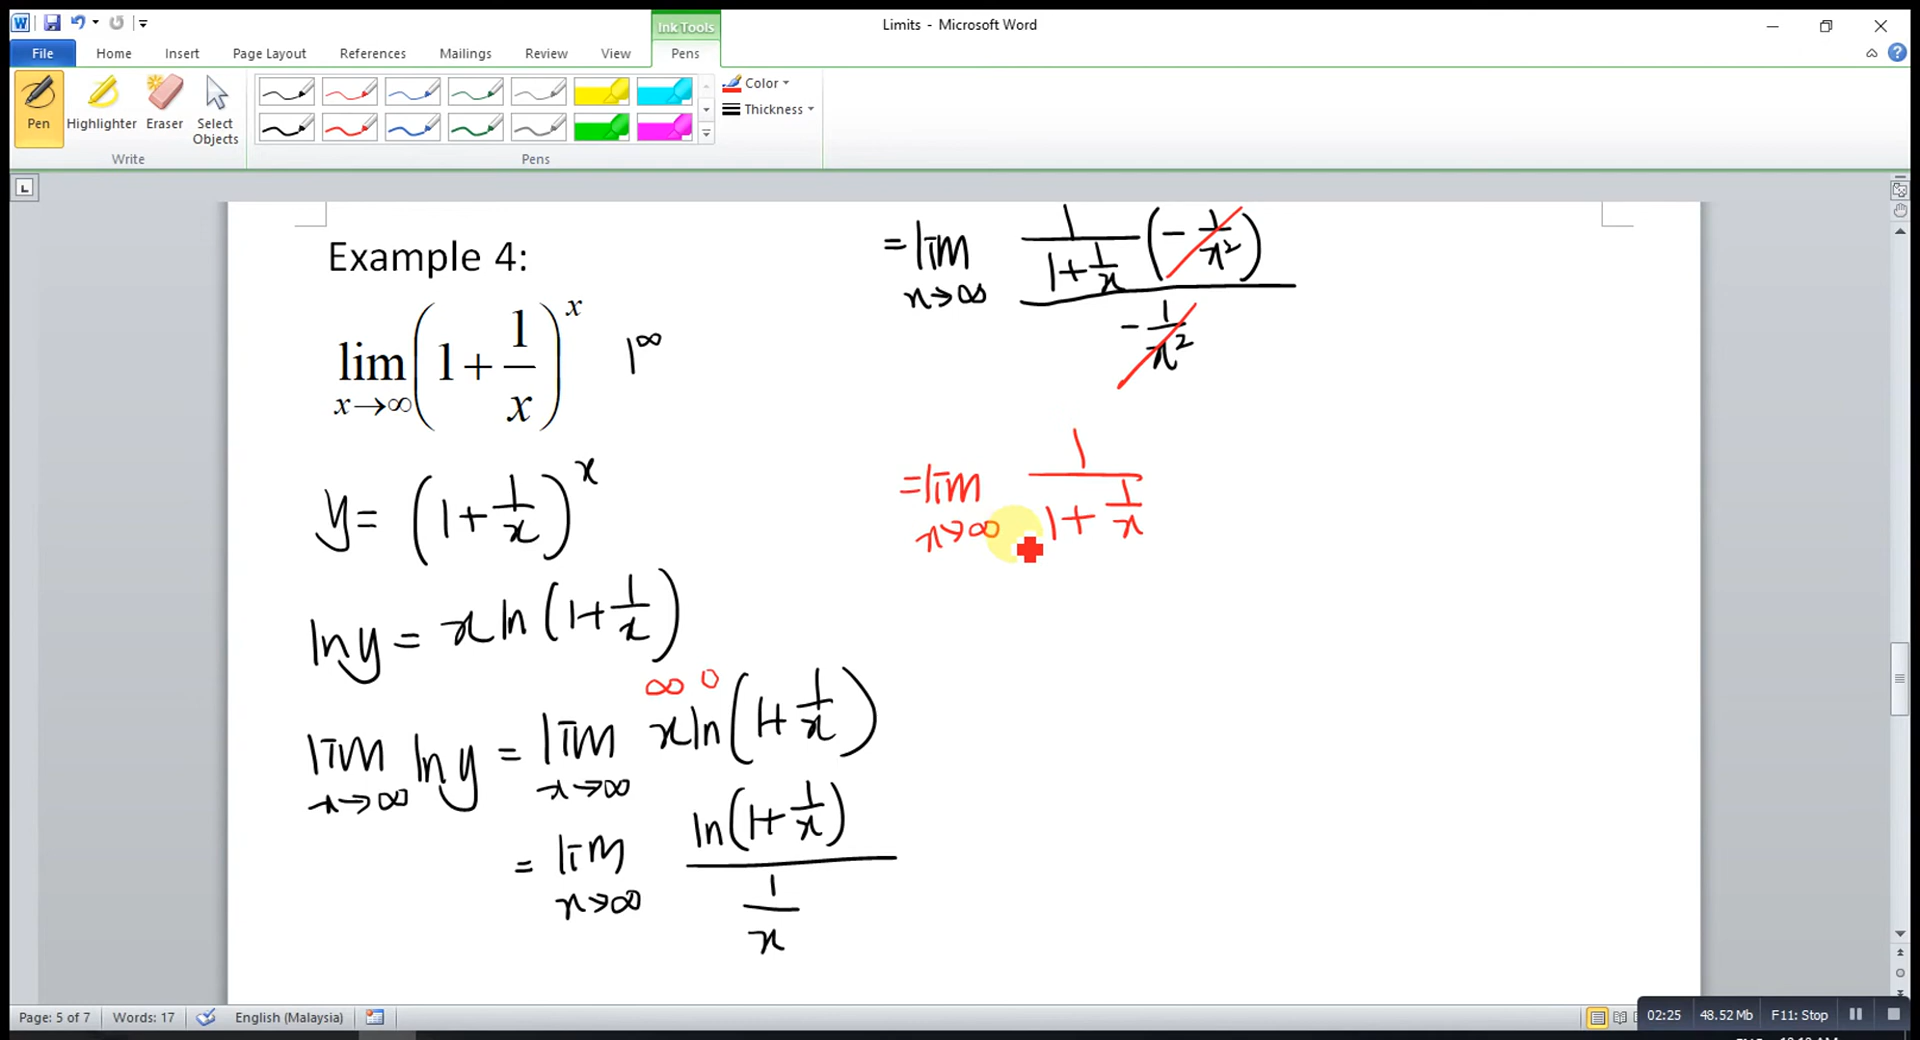 Limits - Microsoft Word
Ink Tools
File Home Insert Page Layout References Mailings Review View Pens
Pen Highlighter Eraser Select Objects
Color
Thickness
Write
Pens
Example 4:
lim x→∞ (1 + 1/x)^x 1^∞
y = (1 + 1/x)^x
ln y = x ln (1 + 1/x)
∞ 0
lim x→∞ ln y = lim x→∞ x ln (1 + 1/x)
= lim x→∞ ln(1 + 1/x) / (1/x)
= lim x→∞ 1/(1 + 1/x) (- 1/x²) / (- 1/x²)
= lim x→∞ 1/(1 + 1/x)
Page: 5 of 7 Words: 17 English (Malaysia)
02:25 48.52 Mb F11: Stop